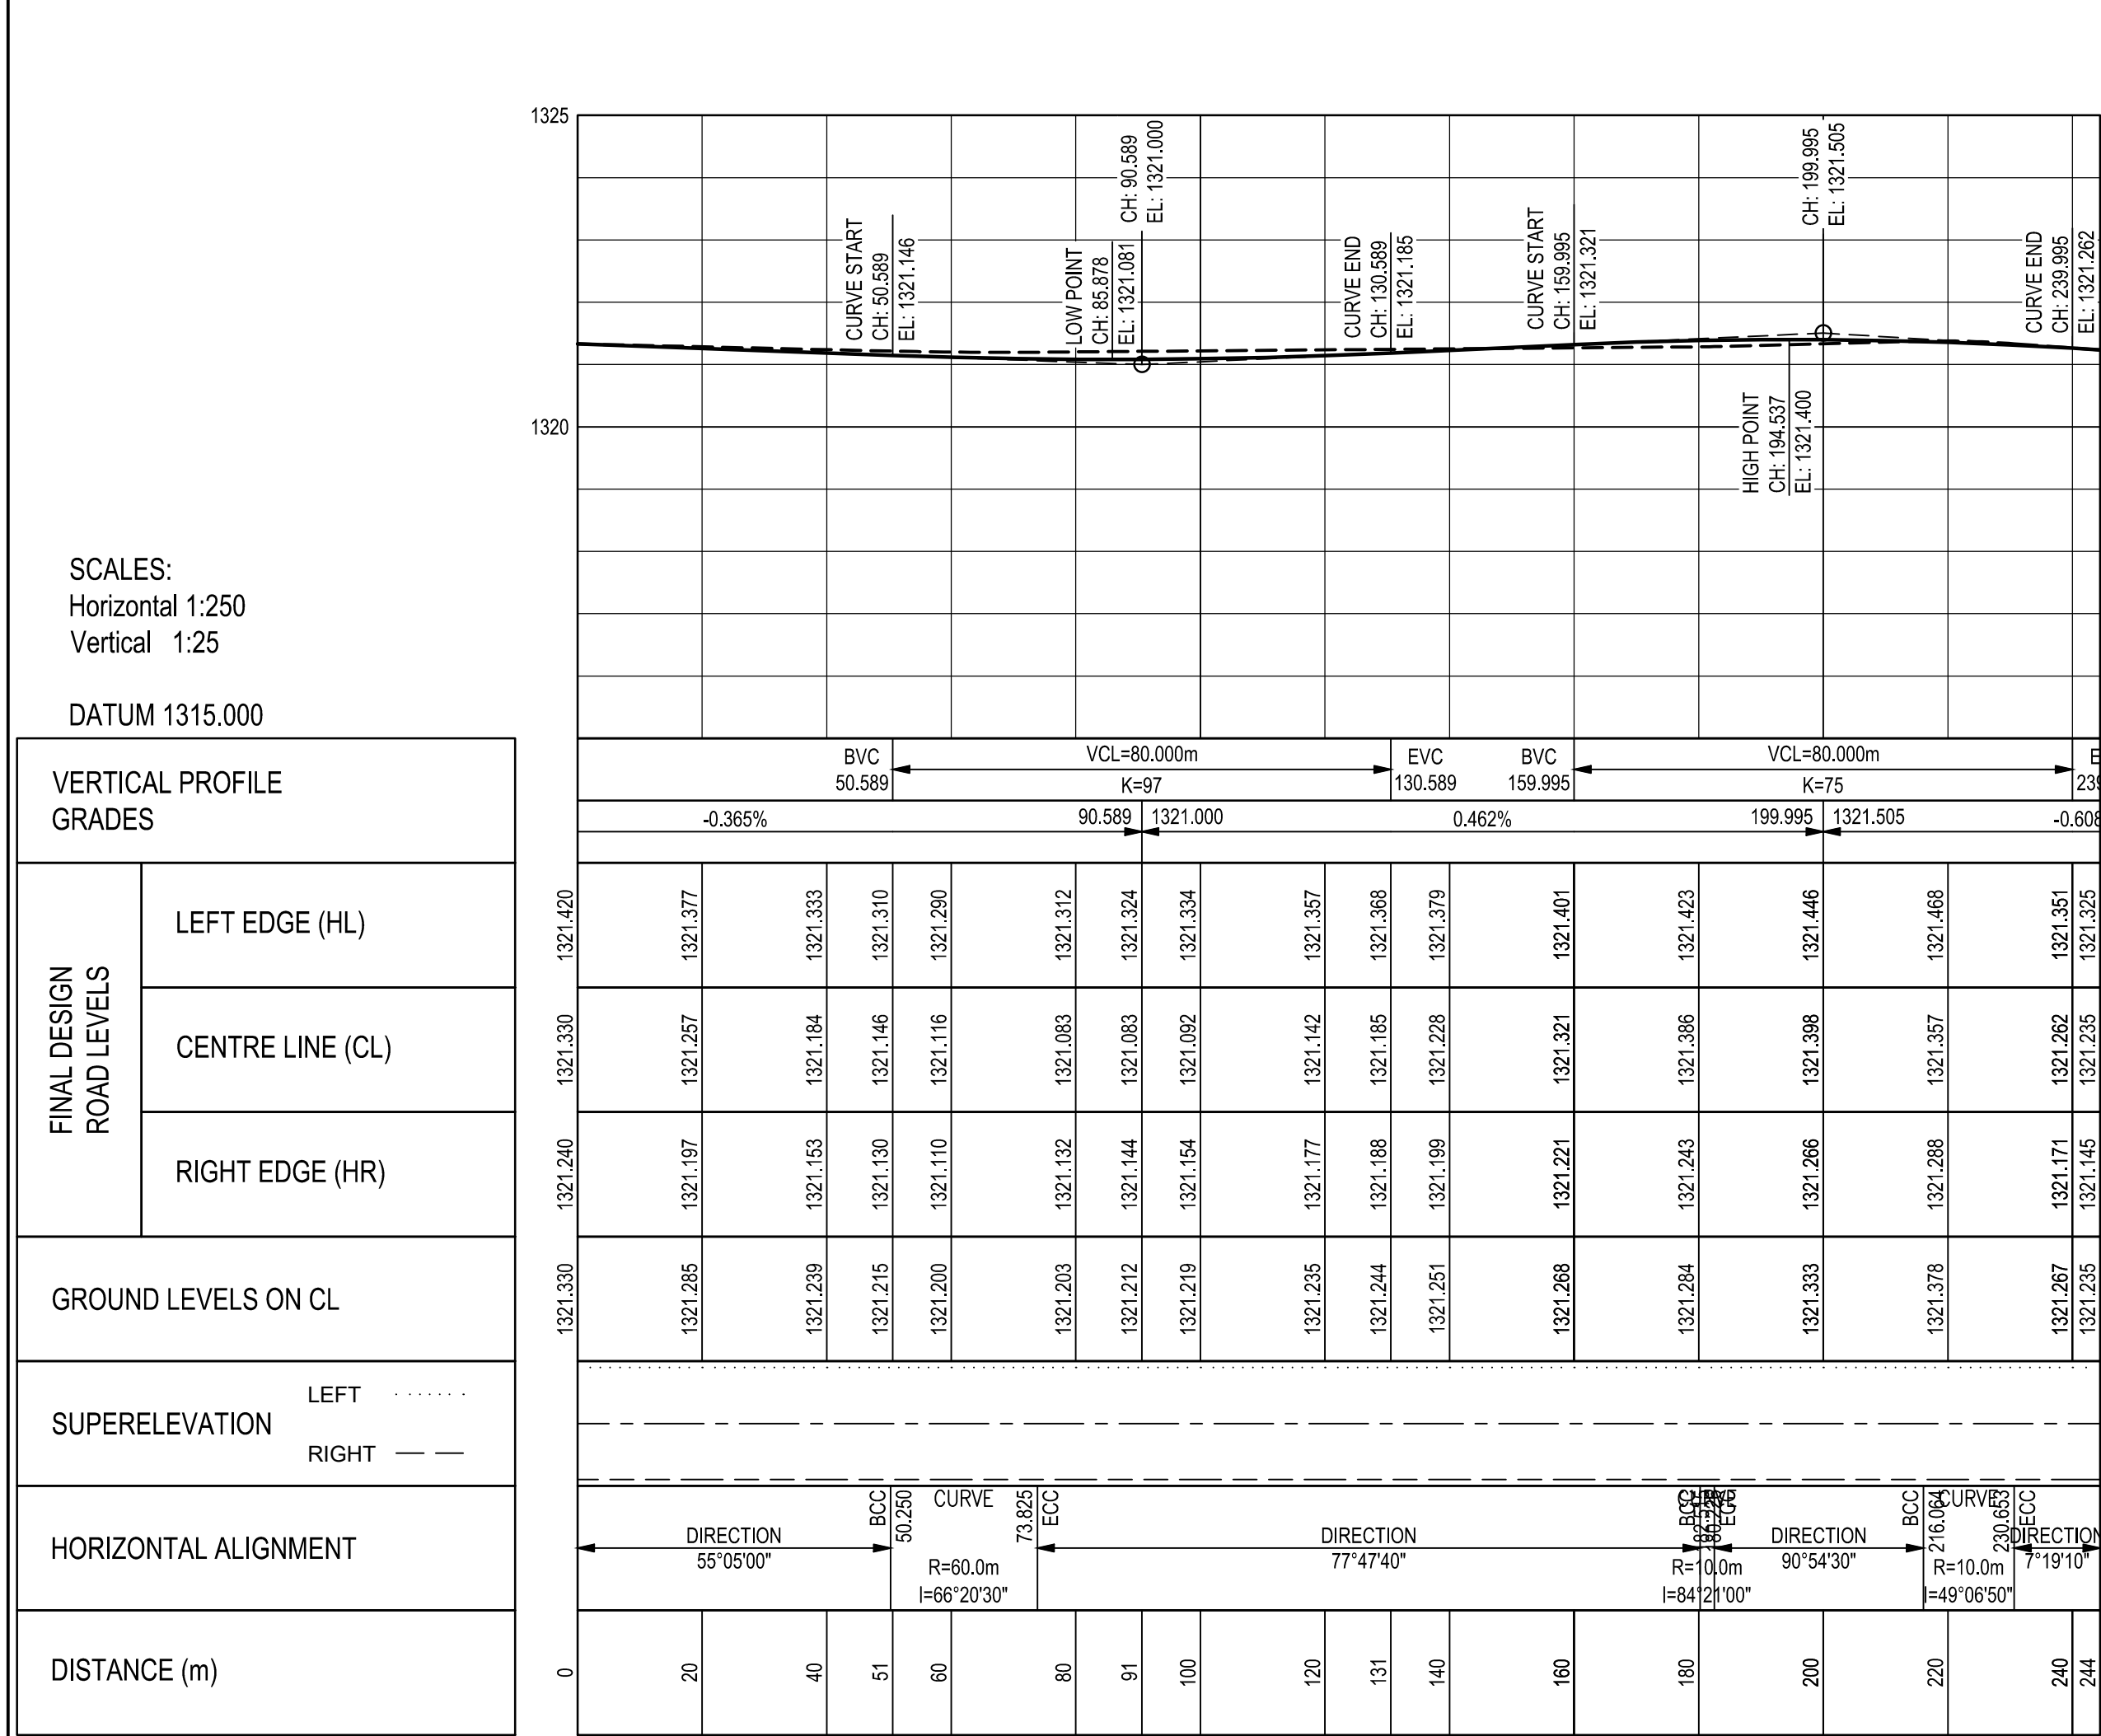 1325
1320
CURVE START
CH: 50.589
EL: 1321.146
LOW POINT
CH: 85.878
EL: 1321.081
CH: 90.589
EL: 1321.000
CURVE END
CH: 130.589
EL: 1321.185
CURVE START
CH: 159.995
EL: 1321.321
HIGH POINT
CH: 194.537
EL: 1321.400
CH: 199.995
EL: 1321.505
CURVE END
CH: 239.995
EL: 1321.262
SCALES:
Horizontal 1:250
Vertical 1:25
DATUM 1315.000
VERTICAL PROFILE
GRADES
BVC
50.589
VCL=80.000m
K=97
EVC
130.589
BVC
159.995
VCL=80.000m
K=75
E
239
-0.365%
90.589
1321.000
0.462%
199.995
1321.505
-0.608
FINAL DESIGN
ROAD LEVELS
LEFT EDGE (HL)
1321.420 1321.377 1321.333 1321.310 1321.290 1321.312 1321.324 1321.334 1321.357 1321.368 1321.379 1321.401 1321.423 1321.446 1321.468 1321.351 1321.325
CENTRE LINE (CL)
1321.330 1321.257 1321.184 1321.146 1321.116 1321.083 1321.083 1321.092 1321.142 1321.185 1321.228 1321.321 1321.386 1321.398 1321.357 1321.262 1321.235
RIGHT EDGE (HR)
1321.240 1321.197 1321.153 1321.130 1321.110 1321.132 1321.144 1321.154 1321.177 1321.188 1321.199 1321.221 1321.243 1321.266 1321.288 1321.171 1321.145
GROUND LEVELS ON CL
1321.330 1321.285 1321.239 1321.215 1321.200 1321.203 1321.212 1321.219 1321.235 1321.244 1321.251 1321.268 1321.284 1321.333 1321.378 1321.267 1321.235
SUPERELEVATION
LEFT
RIGHT
HORIZONTAL ALIGNMENT
DIRECTION
55°05'00"
BCC
50.250
CURVE
R=60.0m
I=66°20'30"
73.825
ECC
DIRECTION
77°47'40"
BCC
CURVE
ECC
R=10.0m
I=84°21'00"
DIRECTION
90°54'30"
BCC
216.064
CURVE
R=10.0m
I=49°06'50"
230.653
ECC
DIRECTION
7°19'10"
DISTANCE (m)
0 20 40 51 60 80 91 100 120 131 140 160 180 200 220 240 244